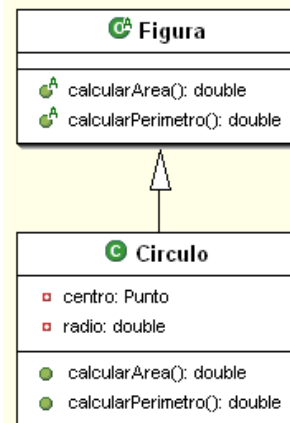 Figura
calcularArea(): double
calcularPerimetro(): double
Circulo
centro: Punto
radio: double
calcularArea(): double
calcularPerimetro(): double